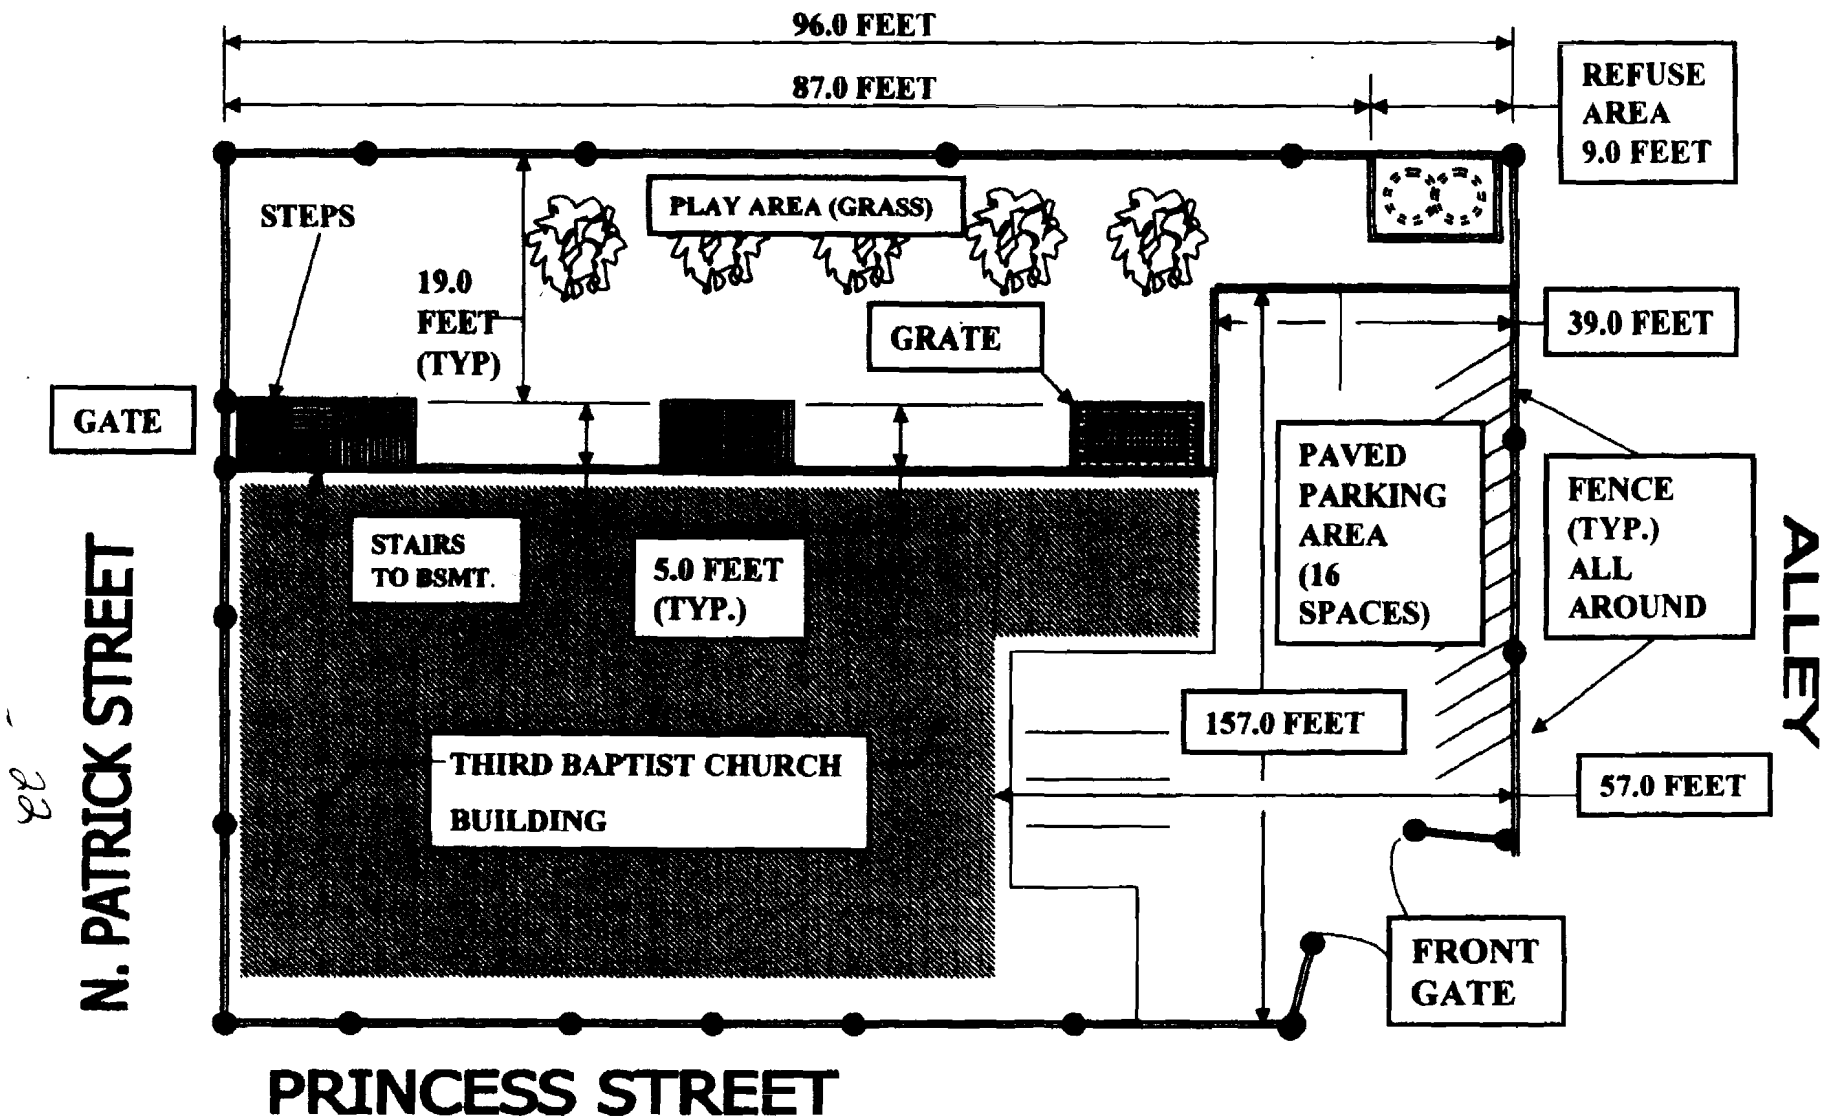 96.0 FEET
87.0 FEET
REFUSE
AREA
9.0 FEET
STEPS
PLAY AREA (GRASS)
19.0
FEET
(TYP)
GRATE
39.0 FEET
GATE
PAVED
PARKING
AREA
(16
SPACES)
FENCE
(TYP.)
ALL
AROUND
STAIRS
TO BSMT.
5.0 FEET
(TYP.)
ALLEY
N. PATRICK STREET
157.0 FEET
THIRD BAPTIST CHURCH
BUILDING
57.0 FEET
22
FRONT
GATE
PRINCESS STREET